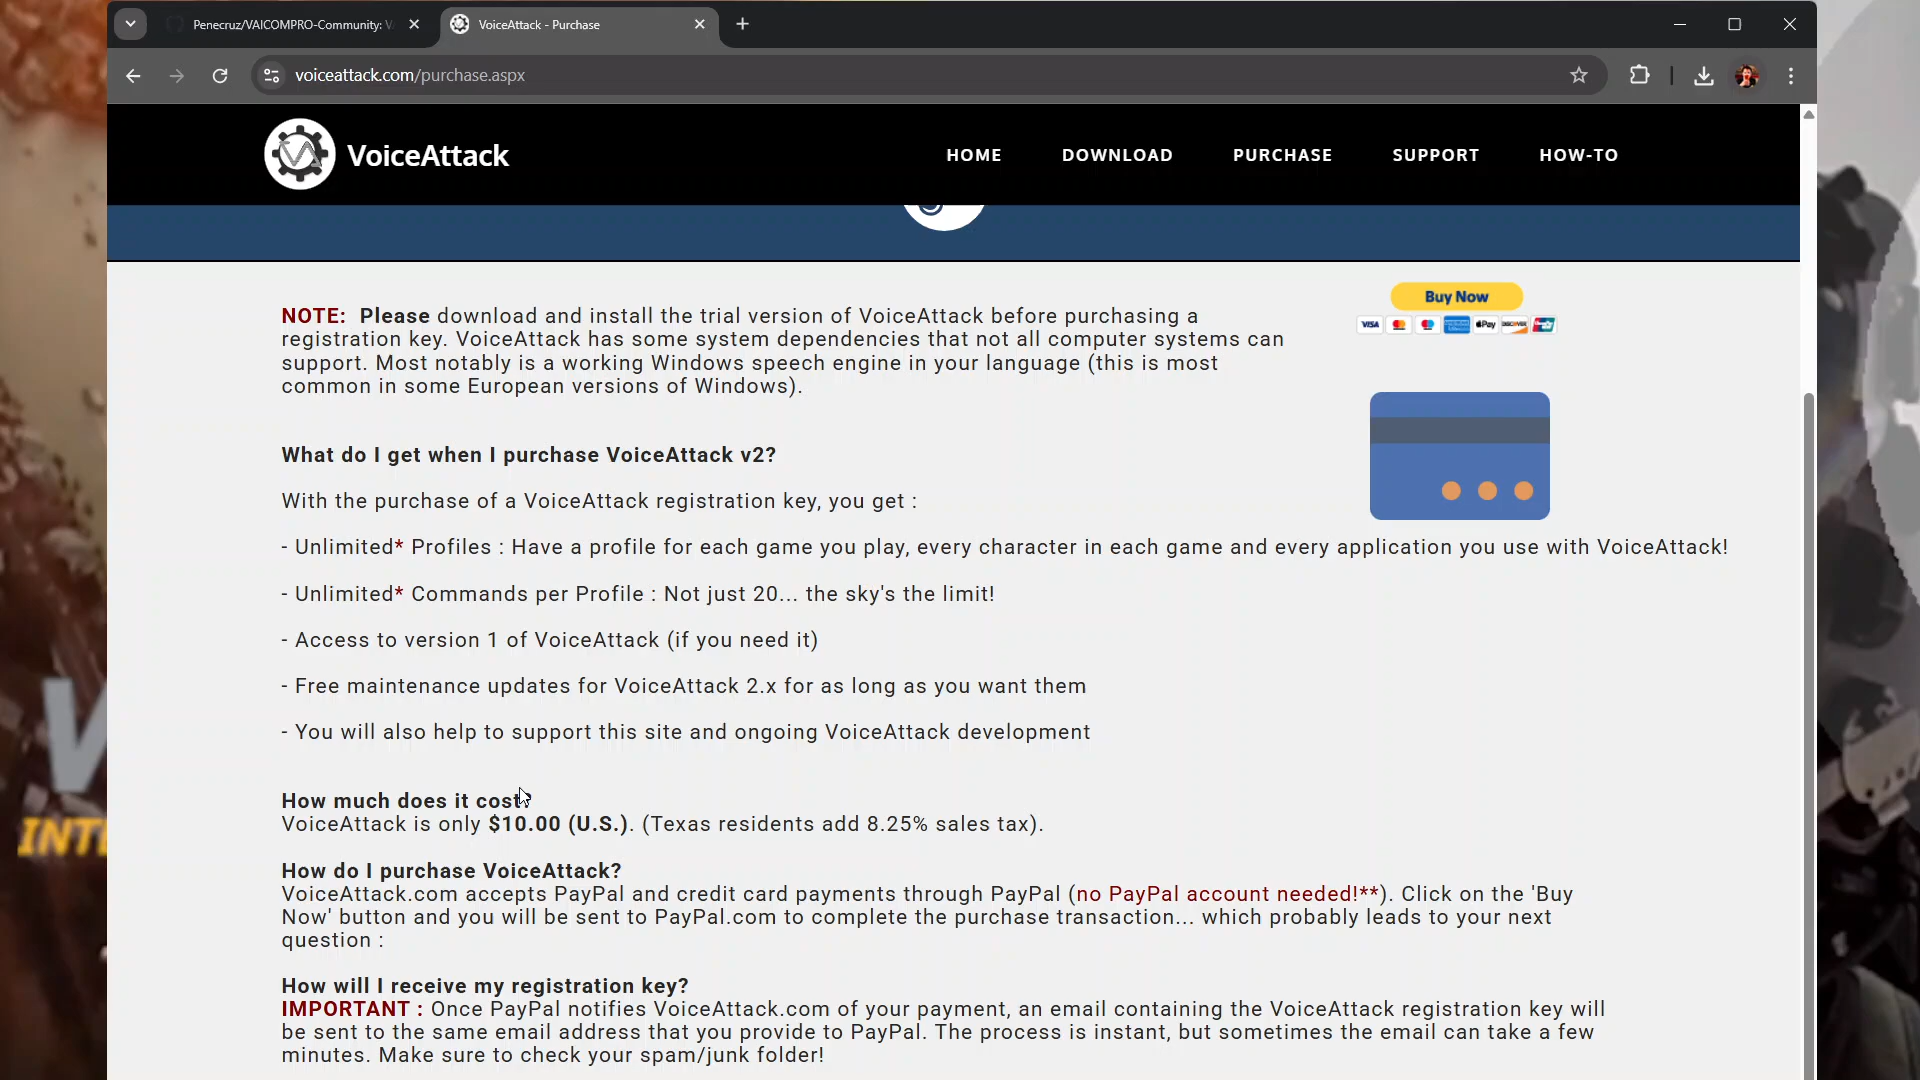 Penecruz/VAICOMPRO-Community:
VoiceAttack - Purchase
voiceattack.com/purchase.aspx
VoiceAttack
HOME
DOWNLOAD
PURCHASE
SUPPORT
HOW-TO
NOTE: Please download and install the trial version of VoiceAttack before purchasing a
registration key. VoiceAttack has some system dependencies that not all computer systems can
support. Most notably is a working Windows speech engine in your language (this is most
common in some European versions of Windows).
Buy Now
VISA
Pay
DISCOVER
What do I get when I purchase VoiceAttack v2?
With the purchase of a VoiceAttack registration key, you get :
- Unlimited* Profiles : Have a profile for each game you play, every character in each game and every application you use with VoiceAttack!
- Unlimited* Commands per Profile : Not just 20... the sky's the limit!
- Access to version 1 of VoiceAttack (if you need it)
- Free maintenance updates for VoiceAttack 2.x for as long as you want them
- You will also help to support this site and ongoing VoiceAttack development
How much does it cost?
VoiceAttack is only $10.00 (U.S.). (Texas residents add 8.25% sales tax).
How do I purchase VoiceAttack?
VoiceAttack.com accepts PayPal and credit card payments through PayPal (no PayPal account needed!**). Click on the 'Buy
Now' button and you will be sent to PayPal.com to complete the purchase transaction... which probably leads to your next
question :
How will I receive my registration key?
IMPORTANT : Once PayPal notifies VoiceAttack.com of your payment, an email containing the VoiceAttack registration key will
be sent to the same email address that you provide to PayPal. The process is instant, but sometimes the email can take a few
minutes. Make sure to check your spam/junk folder!
INTE